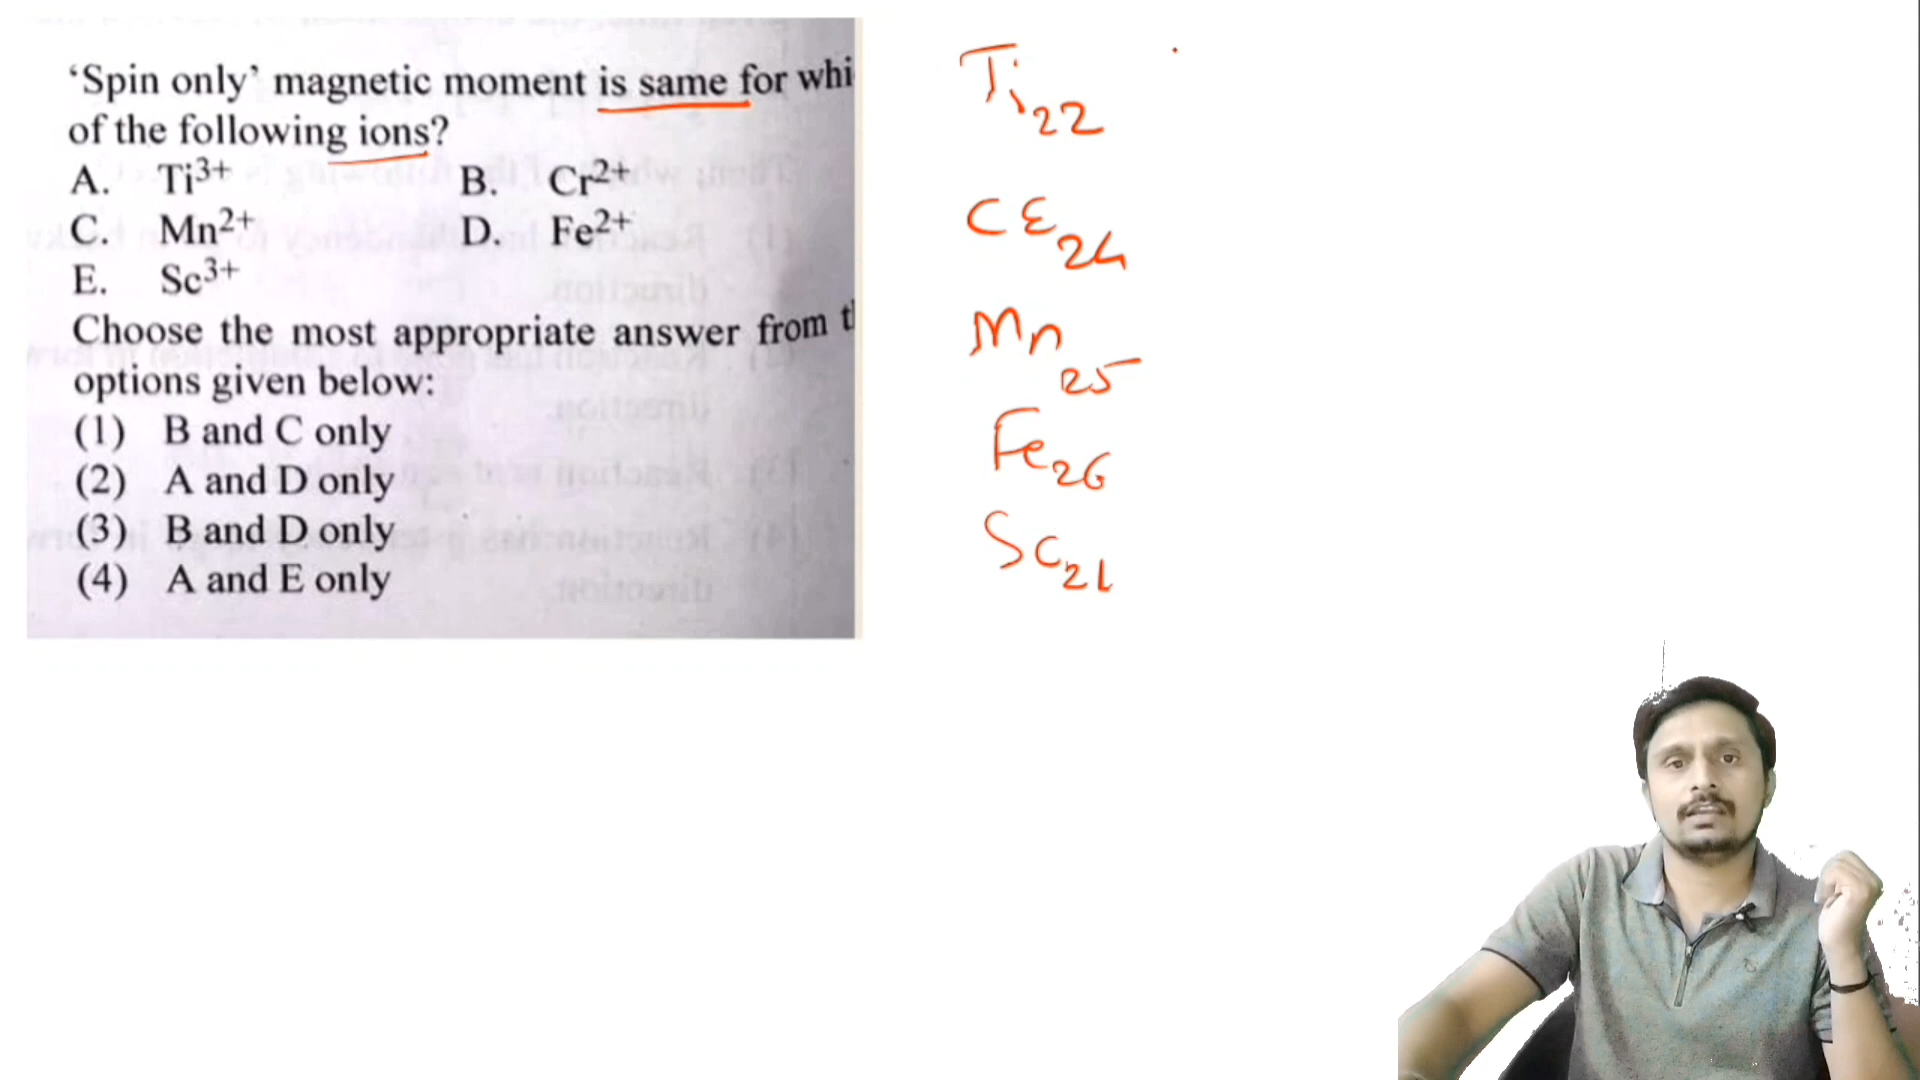 ‘Spin only’ magnetic moment is same for whi
of the following ions?
A. Ti³⁺ B. Cr²⁺
C. Mn²⁺ D. Fe²⁺
E. Sc³⁺
Choose the most appropriate answer from t
options given below:
(1) B and C only
(2) A and D only
(3) B and D only
(4) A and E only
Ti₂₂
Cr₂₄
Mn₂₅
Fe₂₆
Sc₂₁